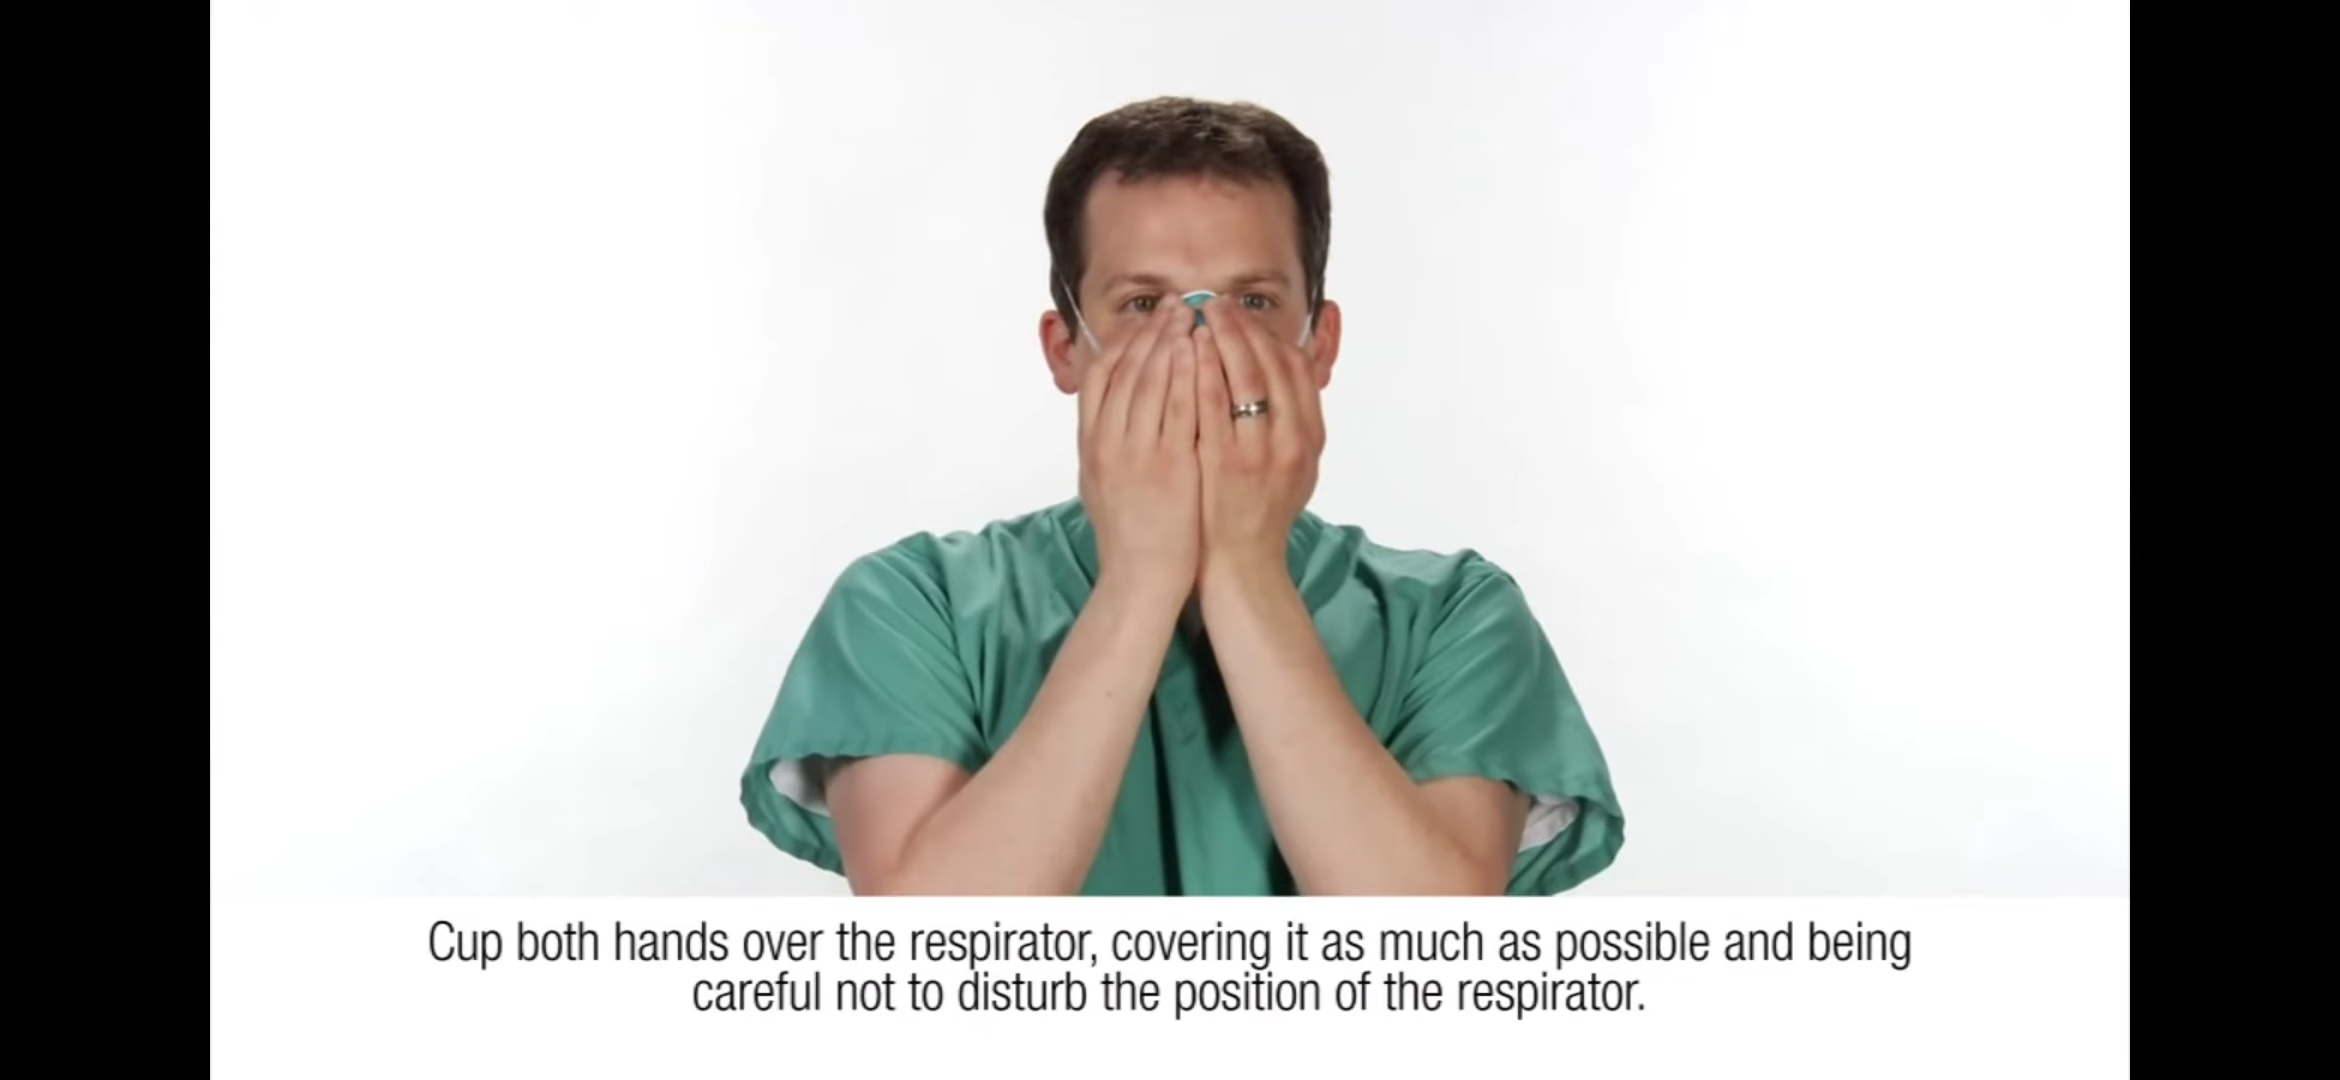 Cup both hands over the respirator, covering it as much as possible and being
careful not to disturb the position of the respirator.